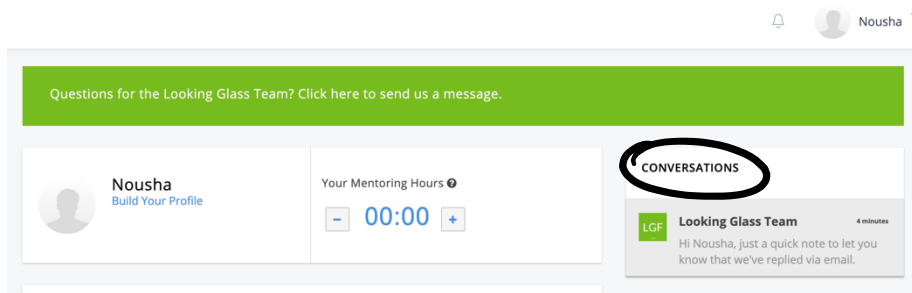 Nousha
Questions for the Looking Glass Team? Click here to send us a message.
Nousha
Build Your Profile
Your Mentoring Hours ?
- 00:00 +
CONVERSATIONS
LGF
Looking Glass Team 4 minutes
Hi Nousha, just a quick note to let you
know that we've replied via email.